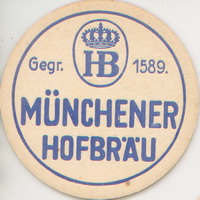 HB
Gegr. 1589.
MÜNCHENER
HOFBRÄU